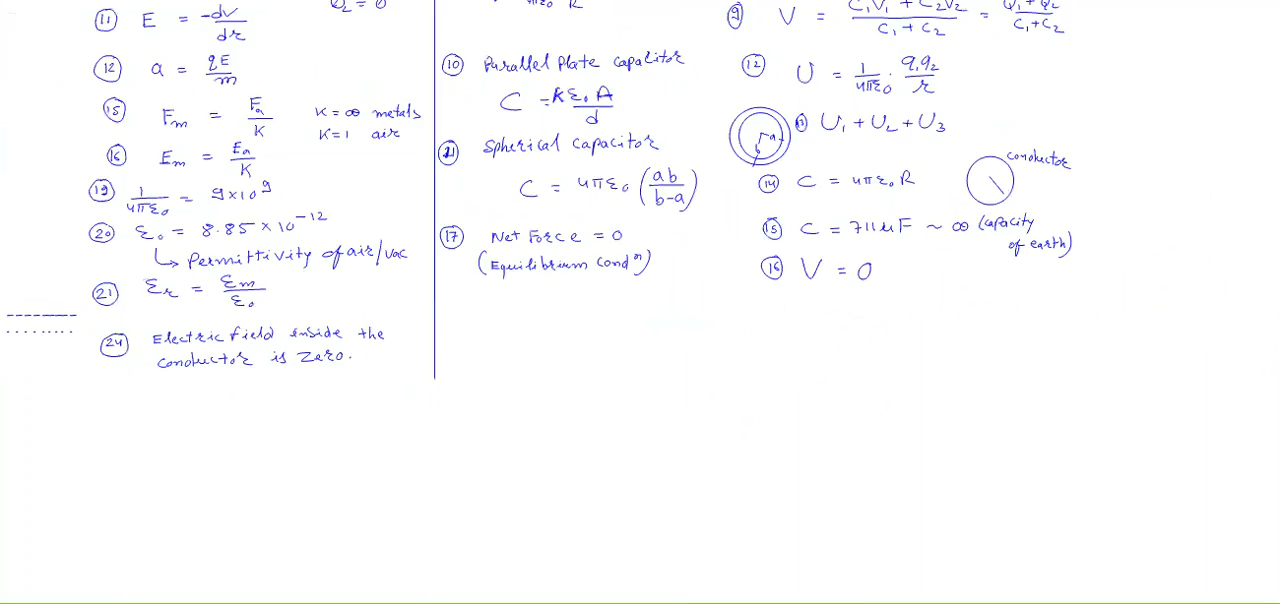 (11) E = -dV/dr
(12) a = qE/m
(15) Fm = Fa/K K = ∞ metals
K = 1 air
(16) Em = Ea/K
(19) 1/4πε₀ = 9×10⁹
(20) ε₀ = 8.85 × 10⁻¹²
↳ Permittivity of air/vac
(21) εr = εm/ε₀
(24) Electric field inside the
conductor is zero.
(10) Parallel Plate capacitor
C = Kε₀A/d
Spherical capacitor
C = 4πε₀ (ab/b-a)
(17) Net Force = 0
(Equilibrium condⁿ)
(9) V = C₁V₁ + C₂V₂/C₁+C₂ = Q₁+Q₂/C₁+C₂
(12) U = 1/4πε₀ · q₁q₂/r
a
b
(13) U₁ + U₂ + U₃
conductor
(14) C = 4πε₀R
(15) C = 711μF ~ ∞ (capacity
of earth)
(16) V = 0